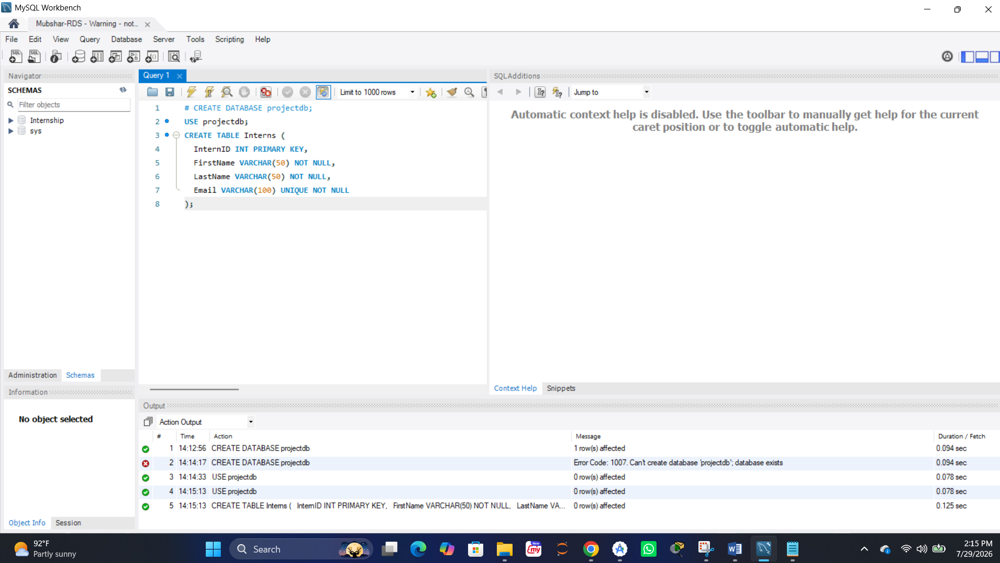 MySQL Workbench
Mubshar-RDS - Warning - not...
File Edit View Query Database Server Tools Scripting Help
Navigator
SCHEMAS
Filter objects
Internship
sys
Administration Schemas
Information
No object selected
Object Info Session
Query 1
Limit to 1000 rows
1 # CREATE DATABASE projectdb;
2 USE projectdb;
3 CREATE TABLE Interns (
4 InternID INT PRIMARY KEY,
5 FirstName VARCHAR(50) NOT NULL,
6 LastName VARCHAR(50) NOT NULL,
7 Email VARCHAR(100) UNIQUE NOT NULL
8 );
SQLAdditions
Jump to
Automatic context help is disabled. Use the toolbar to manually get help for the current
caret position or to toggle automatic help.
Context Help Snippets
Output
Action Output
# Time Action Message Duration / Fetch
1 14:12:56 CREATE DATABASE projectdb 1 row(s) affected 0.094 sec
2 14:14:17 CREATE DATABASE projectdb Error Code: 1007. Can't create database 'projectdb'; database exists 0.094 sec
3 14:14:33 USE projectdb 0 row(s) affected 0.078 sec
4 14:15:13 USE projectdb 0 row(s) affected 0.078 sec
5 14:15:13 CREATE TABLE Interns ( InternID INT PRIMARY KEY, FirstName VARCHAR(50) NOT NULL, LastName VA... 0 row(s) affected 0.125 sec
92°F
Partly sunny
Search
New
my
2:15 PM
7/29/2026